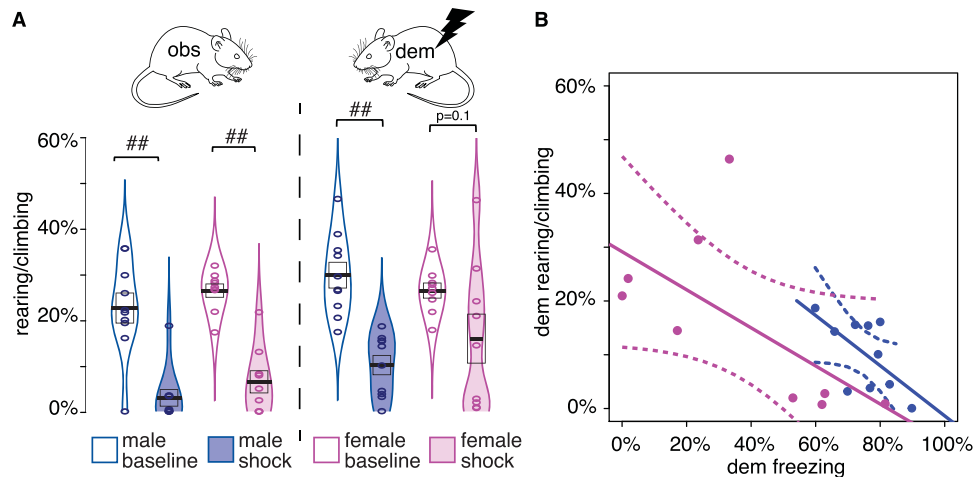 A
obs
dem
B
##
##
##
p=0.1
rearing/climbing
60%
40%
20%
0%
male
baseline
male
shock
female
baseline
female
shock
dem rearing/climbing
60%
40%
20%
0%
0%
20%
40%
60%
80%
100%
dem freezing